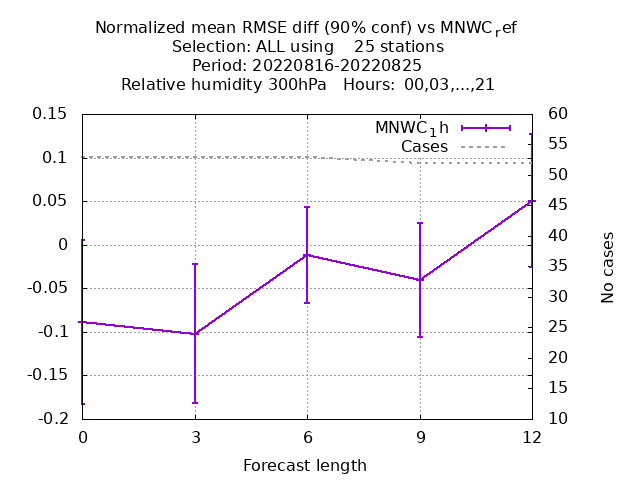 Normalized mean RMSE diff (90% conf) vs MNWCref
Selection: ALL using    25 stations
Period: 20220816-20220825
Relative humidity 300hPa   Hours: 00,03,...,21
MNWC1h
Cases
0.15
0.1
0.05
0
-0.05
-0.1
-0.15
-0.2
60
55
50
45
40
35
30
25
20
15
10
No cases
0 3 6 9 12
Forecast length